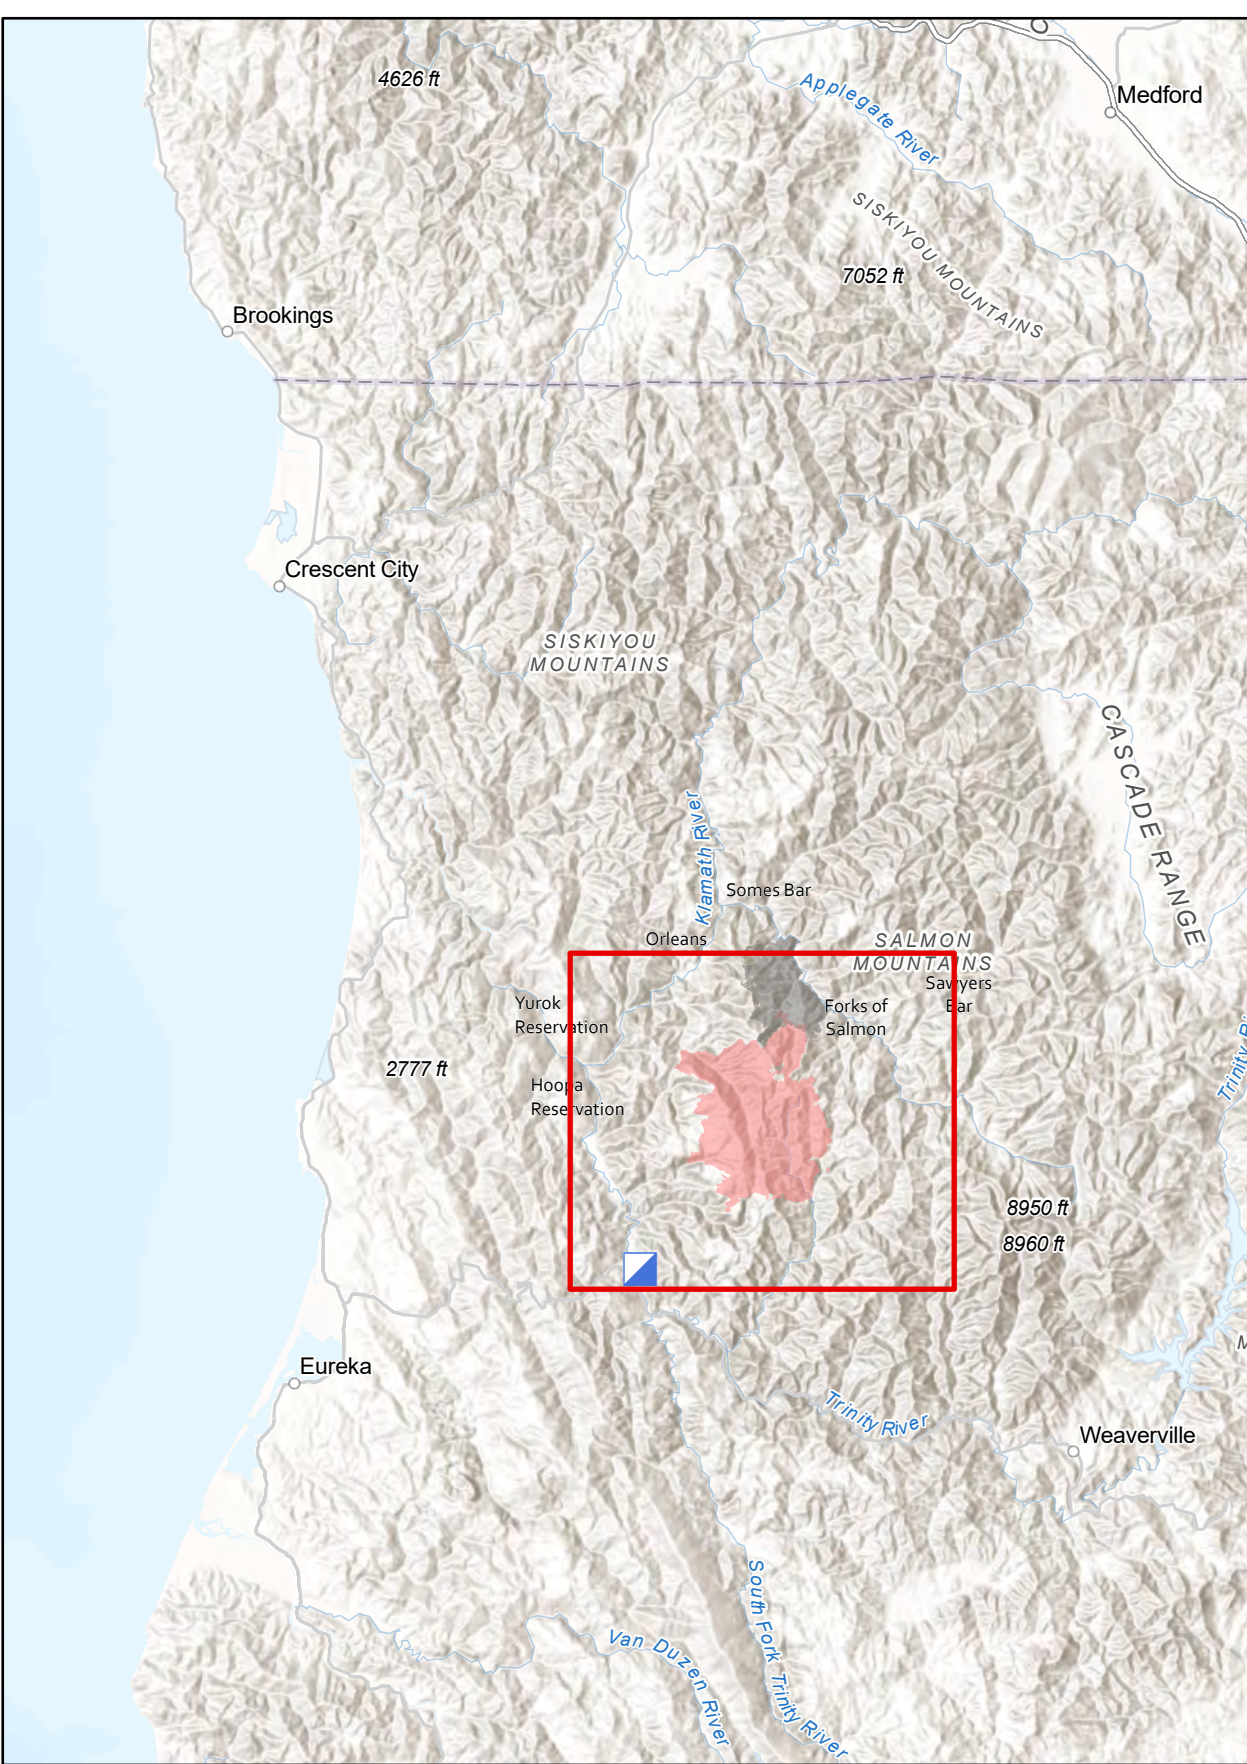 4626 ft
Medford
Applegate River
SISKIYOU MOUNTAINS
7052 ft
Brookings
Crescent City
SISKIYOU
MOUNTAINS
CASCADE RANGE
Klamath River
Somes Bar
Orleans
SALMON
MOUNTAINS
Sawyers
Bar
Yurok
Reservation
Forks of
Salmon
2777 ft
Hoopa
Reservation
Trinity
8950 ft
8960 ft
Eureka
Trinity River
Weaverville
South Fork Trinity River
Van Duzen River